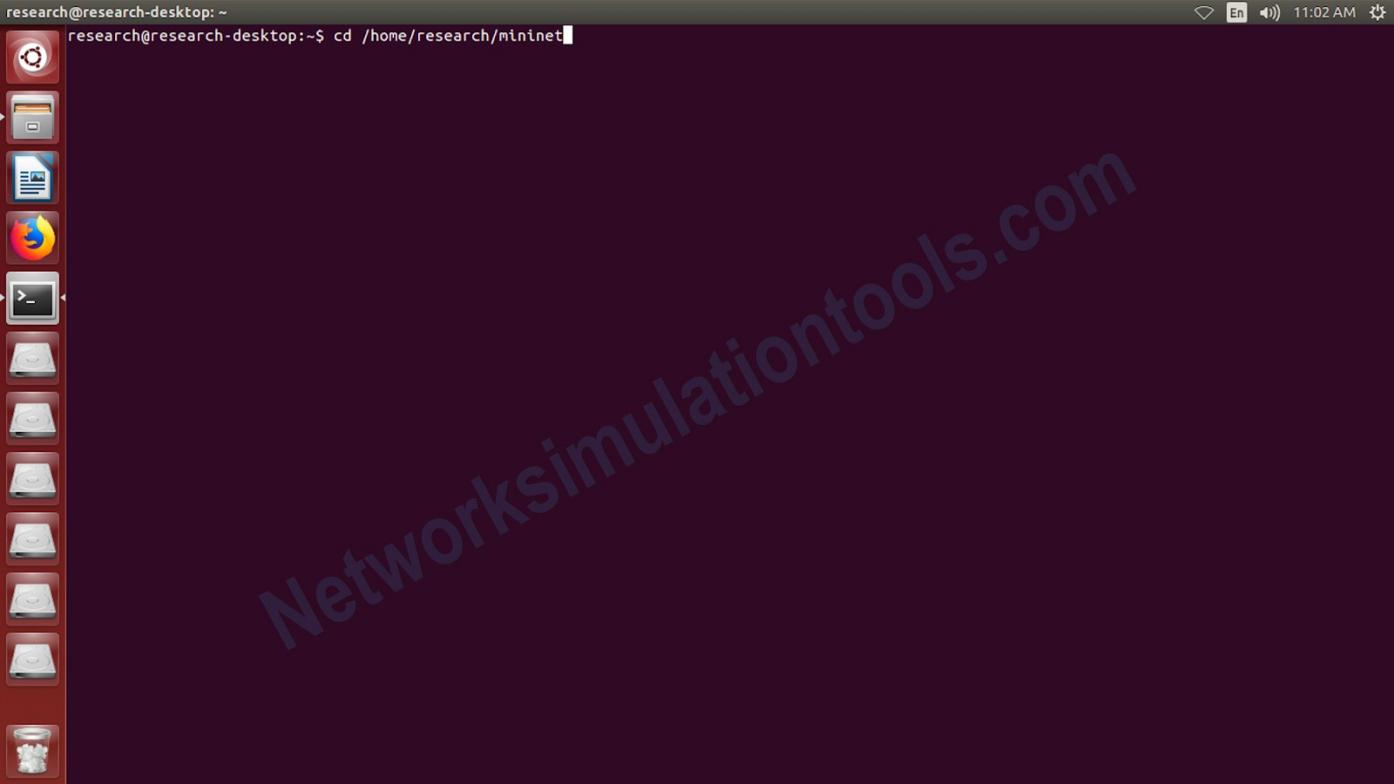 research@research-desktop: ~
En
11:02 AM
research@research-desktop:~$ cd /home/research/mininet
Networksimulationtools.com